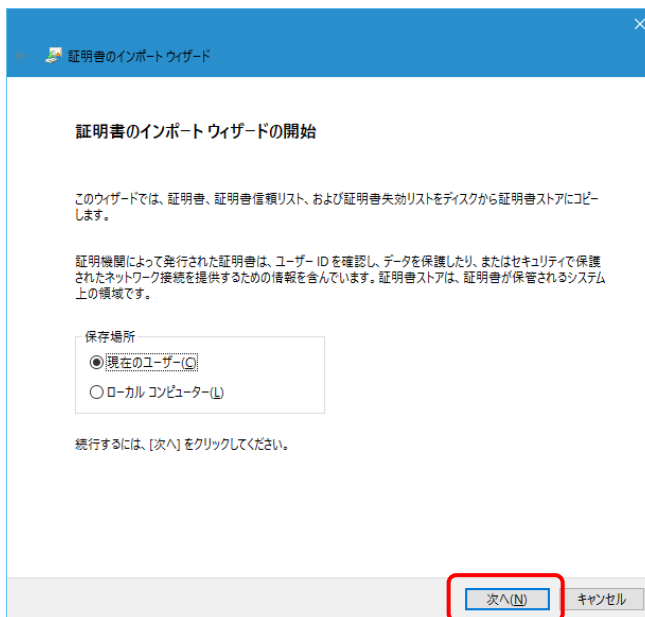 証明書のインポート ウィザード
証明書のインポート ウィザードの開始
このウィザードでは、証明書、証明書信頼リスト、および証明書失効リストをディスクから証明書ストアにコピー
します。
証明機関によって発行された証明書は、ユーザー ID を確認し、データを保護したり、またはセキュリティで保護
されたネットワーク接続を提供するための情報を含んでいます。証明書ストアは、証明書が保管されるシステム
上の領域です。
保存場所
現在のユーザー(C)
ローカル コンピューター(L)
続行するには、[次へ] をクリックしてください。
次へ(N)
キャンセル